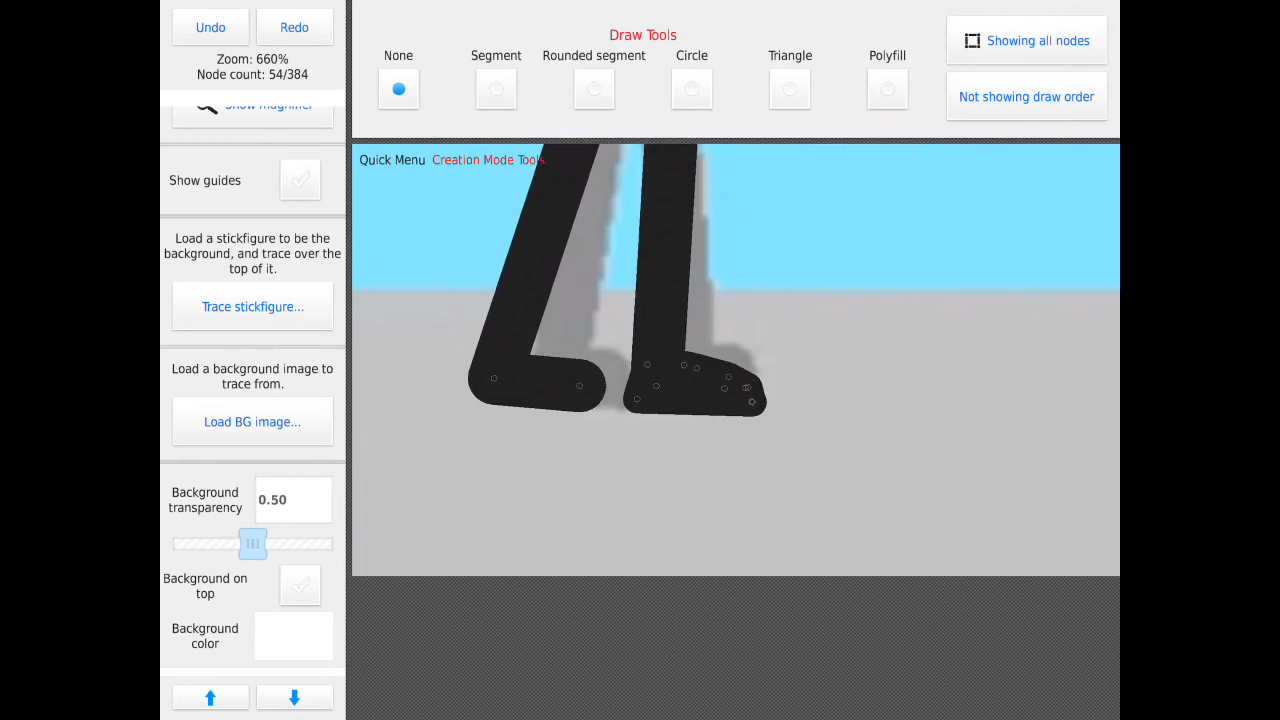 Undo
Redo
Zoom: 660%
Node count: 54/384
Show magnifier
Show guides
Load a stickfigure to be the
background, and trace over the
top of it.
Trace stickfigure...
Load a background image to
trace from.
Load BG image...
Background
transparency
0.50
Background on
top
Background
color
Draw Tools
None
Segment
Rounded segment
Circle
Triangle
Polyfill
Showing all nodes
Not showing draw order
Quick Menu
Creation Mode Tools